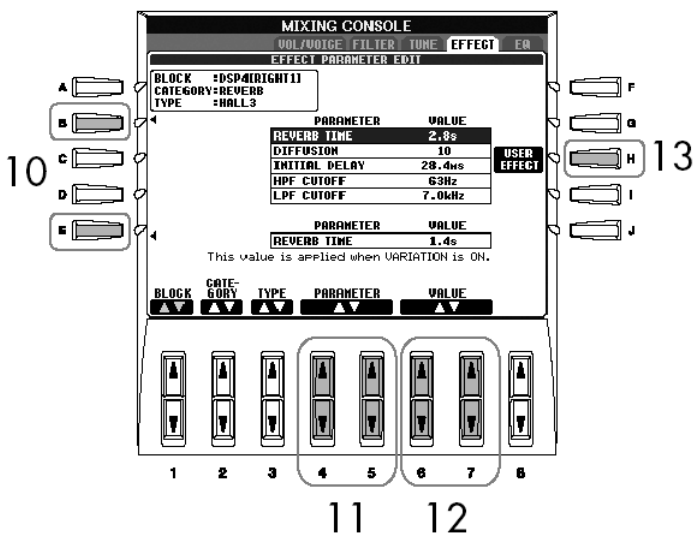 MIXING CONSOLE
VOL/VOICE FILTER TUNE EFFECT EQ
EFFECT PARAMETER EDIT
BLOCK :DSP4[RIGHT1]
CATEGORY:REVERB
TYPE :HALL3
PARAMETER VALUE
REVERB TIME 2.8s
DIFFUSION 10
INITIAL DELAY 28.4ms
HPF CUTOFF 63Hz
LPF CUTOFF 7.0kHz
USER
EFFECT
PARAMETER VALUE
REVERB TIME 1.4s
This value is applied when VARIATION is ON.
BLOCK CATE-
GORY TYPE PARAMETER VALUE
A
B
C
D
E
F
G
H
I
J
10
13
1 2 3 4 5 6 7 8
11 12